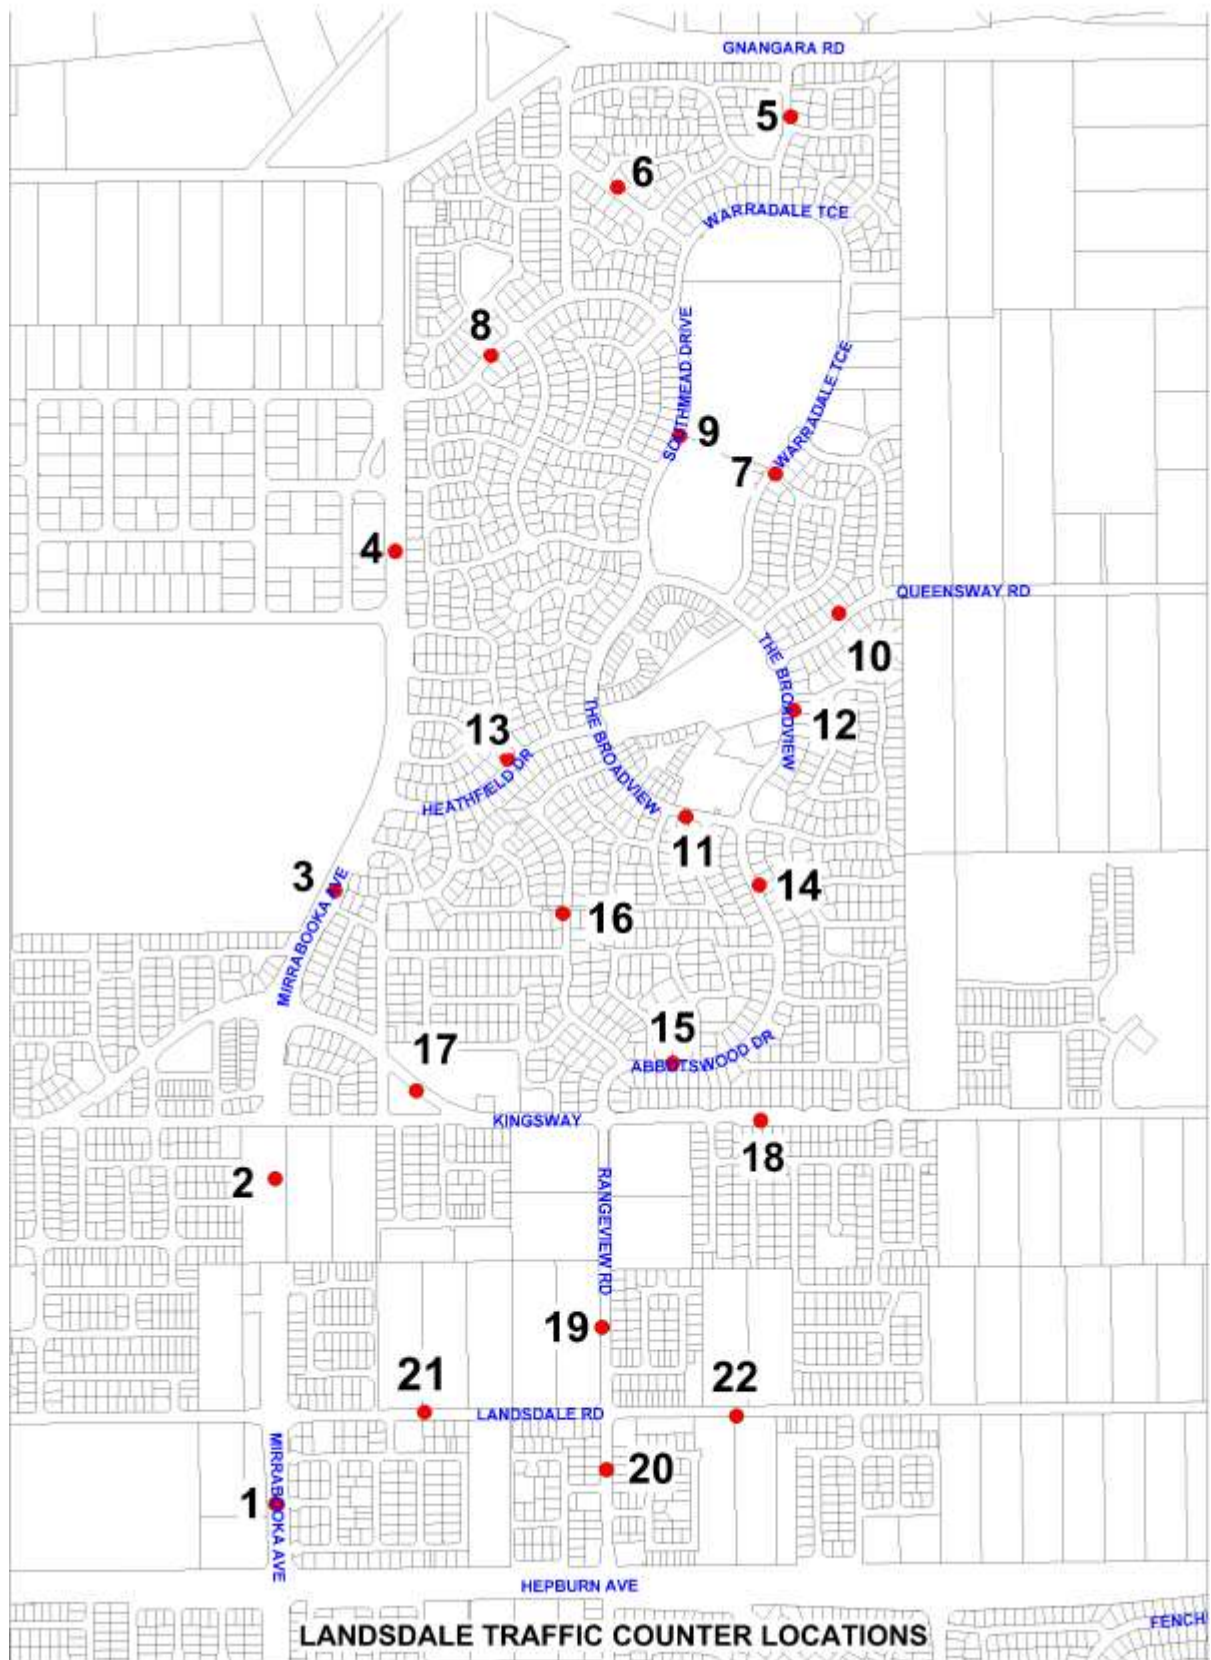 GNANGARA RD
5
6
WARRADALE TCE
8
SOUTHMEAD DRIVE
WARRADALE TCE
9
7
4
QUEENSWAY RD
10
THE BROADVIEW
12
13
THE BROADVIEW
HEATHFIELD DR
11
3
14
MIRRABOOKA AVE
16
15
ABBOTSWOOD DR
17
KINGSWAY
18
2
RANGEVIEW RD
19
21
22
LANDSDALE RD
20
MIRRABOOKA AVE
1
HEPBURN AVE
FENCH
LANDSDALE TRAFFIC COUNTER LOCATIONS